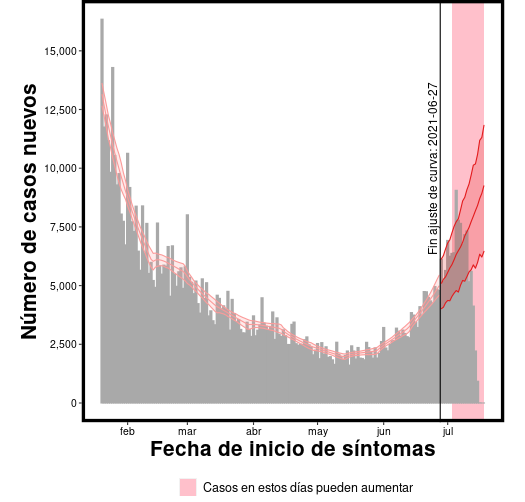 Número de casos nuevos
15,000
12,500
10,000
7,500
5,000
2,500
0
Fin ajuste de curva: 2021-06-27
feb mar abr may jun jul
Fecha de inicio de síntomas
Casos en estos días pueden aumentar